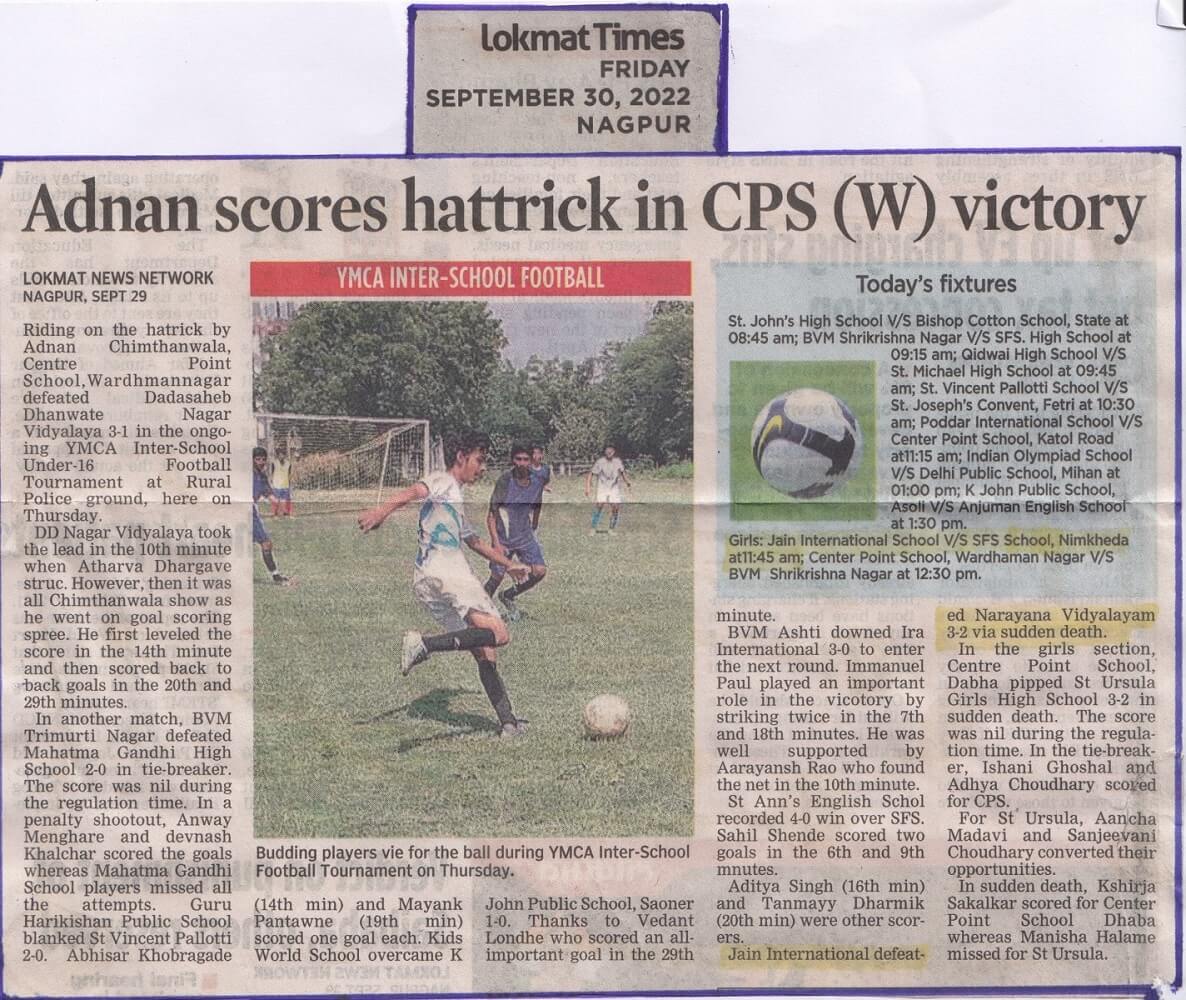 Lokmat Times
FRIDAY
SEPTEMBER 30, 2022
NAGPUR
Adnan scores hattrick in CPS (W) victory
LOKMAT NEWS NETWORK
NAGPUR, SEPT 29
Riding on the hatrick by
Adnan Chimthanwala,
Centre Point
School, Wardhmannagar
defeated Dadasaheb
Dhanwate Nagar
Vidyalaya 3-1 in the ongo-
ing YMCA Inter-School
Under-16 Football
Tournament at Rural
Police ground, here on
Thursday.
DD Nagar Vidyalaya took
the lead in the 10th minute
when Atharva Dhargave
struc. However, then it was
all Chimthanwala show as
he went on goal scoring
spree. He first leveled the
score in the 14th minute
and then scored back to
back goals in the 20th and
29th minutes.
In another match, BVM
Trimurti Nagar defeated
Mahatma Gandhi High
School 2-0 in tie-breaker.
The score was nil during
the regulation time. In a
penalty shootout, Anway
Menghare and devnash
Khalchar scored the goals
whereas Mahatma Gandhi
School players missed all
the attempts. Guru
Harikishan Public School
blanked St Vincent Pallotti
2-0. Abhisar Khobragade
YMCA INTER-SCHOOL FOOTBALL
Budding players vie for the ball during YMCA Inter-School
Football Tournament on Thursday.
(14th min) and Mayank
Pantawne (19th min)
scored one goal each. Kids
World School overcame K
John Public School, Saoner
1-0. Thanks to Vedant
Londhe who scored an all-
important goal in the 29th
Today's fixtures
St. John's High School V/S Bishop Cotton School, State at
08:45 am; BVM Shrikrishna Nagar V/S SFS. High School at
09:15 am; Qidwai High School V/S
St. Michael High School at 09:45
am; St. Vincent Pallotti School V/S
St. Joseph's Convent, Fetri at 10:30
am; Poddar International School V/S
Center Point School, Katol Road
at11:15 am; Indian Olympiad School
V/S Delhi Public School, Mihan at
01:00 pm; K John Public School,
Asoli V/S Anjuman English School
at 1:30 pm.
Girls: Jain International School V/S SFS School, Nimkheda
at11:45 am; Center Point School, Wardhaman Nagar V/S
BVM Shrikrishna Nagar at 12:30 pm.
minute.
BVM Ashti downed Ira
International 3-0 to enter
the next round. Immanuel
Paul played an important
role in the vicotory by
striking twice in the 7th
and 18th minutes. He was
well supported by
Aarayansh Rao who found
the net in the 10th minute.
St Ann's English Schol
recorded 4-0 win over SFS.
Sahil Shende scored two
goals in the 6th and 9th
mnutes.
Aditya Singh (16th min)
and Tanmayy Dharmik
(20th min) were other scor-
ers.
Jain International defeat-
ed Narayana Vidyalayam
3-2 via sudden death.
In the girls section,
Centre Point School,
Dabha pipped St Ursula
Girls High School 3-2 in
sudden death. The score
was nil during the regula-
tion time. In the tie-break-
er, Ishani Ghoshal and
Adhya Choudhary scored
for CPS.
For St Ursula, Aancha
Madavi and Sanjeevani
Choudhary converted their
opportunities.
In sudden death, Kshirja
Sakalkar scored for Center
Point School Dhaba
whereas Manisha Halame
missed for St Ursula.